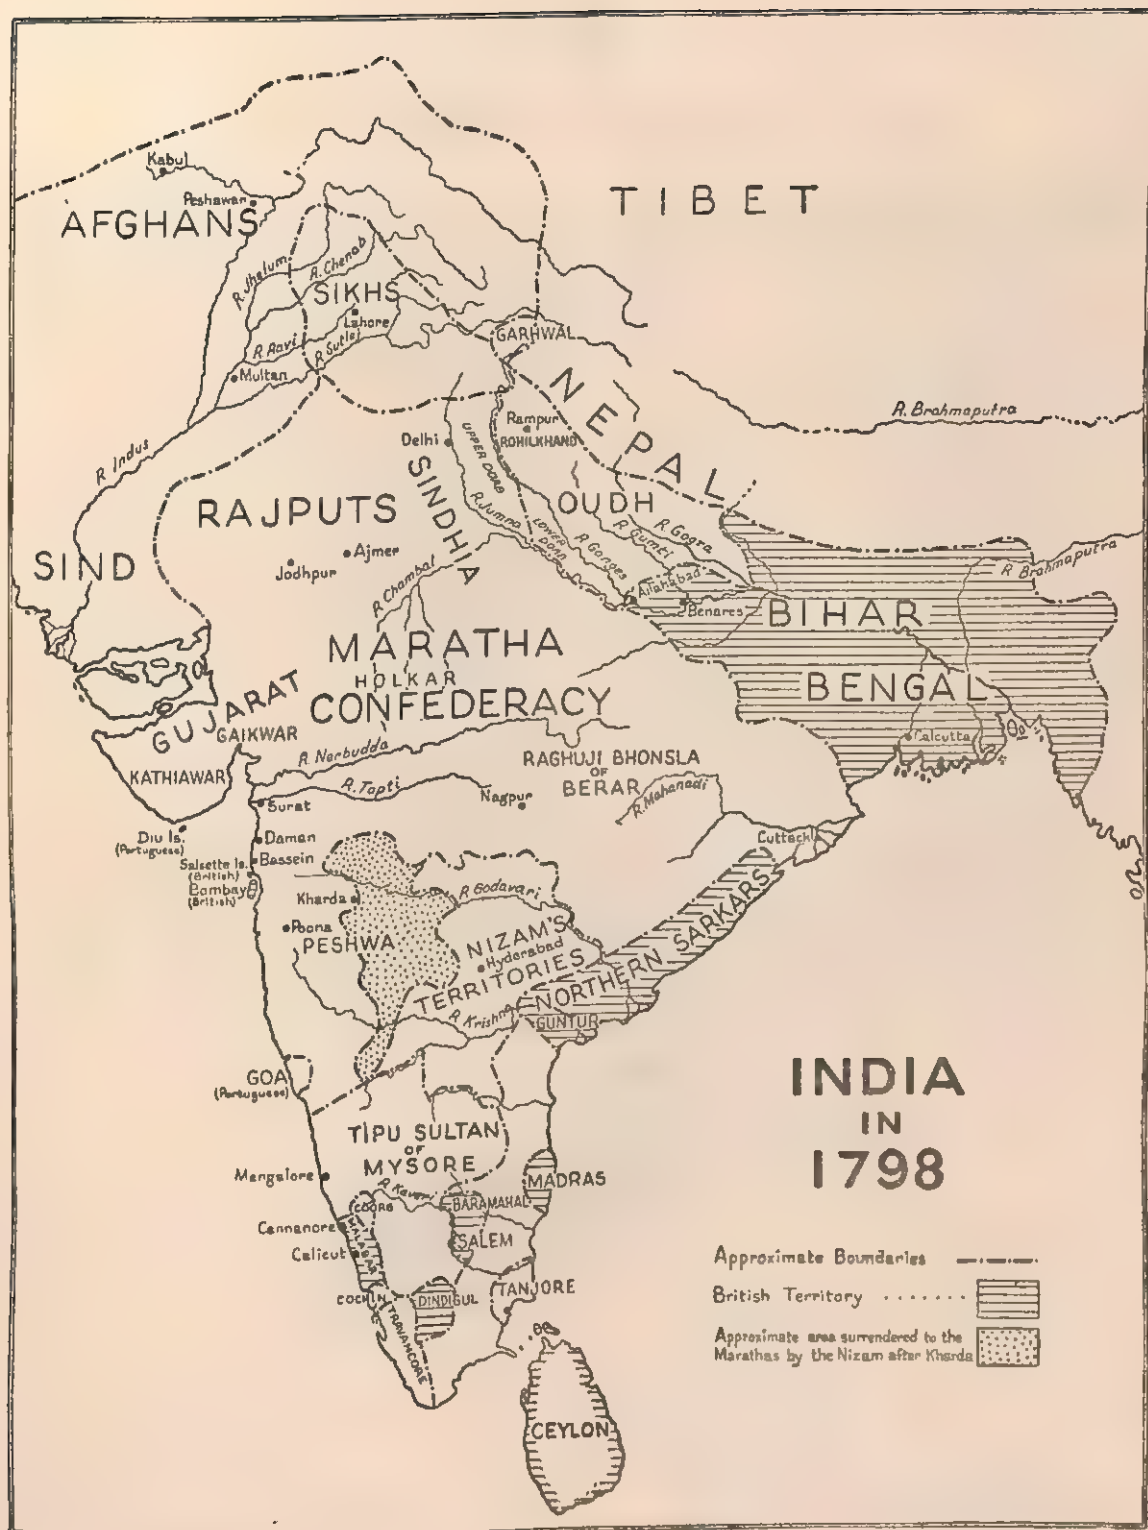 Kabul
Peshawar
AFGHANS
TIBET
R. Jhelum
R. Chenab
SIKHS
Lahore
R. Ravi
R. Sutlej
Multan
GARHWAL
NEPAL
R. Brahmaputra
R. Indus
Delhi
UPPER DOAB
Rampur
ROHILKHAND
SINDHIA
RAJPUTS
R. Jumna
OUDH
LOWER DOAB
R. Ganges
R. Gumti
R. Gogra
SIND
Jodhpur
Ajmer
R. Chambal
Allahabad
Benares
R. Brahmaputra
BIHAR
MARATHA
HOLKAR
CONFEDERACY
BENGAL
Calcutta
GUJARAT
GAIKWAR
KATHIAWAR
R. Nerbudda
R. Tapti
RAGHUJI BHONSLA
OF
BERAR
Nagpur
R. Mahanadi
Cuttack
Surat
DIU Is.
(Portuguese)
Daman
Salsette Is.
(British)
Bassein
Bombay
(British)
Kharda
R. Godavari
Poona
PESHWA
NIZAM'S
Hyderabad
TERRITORIES
NORTHERN SARKARS
R. Krishna
GUNTUR
GOA
(Portuguese)
INDIA
IN
1798
TIPU SULTAN
OF
MYSORE
Mangalore
MADRAS
R. Kaveri
COORG
BARAMAHAL
Cannanore
MALABAR
Calicut
SALEM
COCHIN
DINDIGUL
TANJORE
TRAVANCORE
CEYLON
Approximate Boundaries
British Territory
Approximate area surrendered to the
Marathas by the Nizam after Kharda